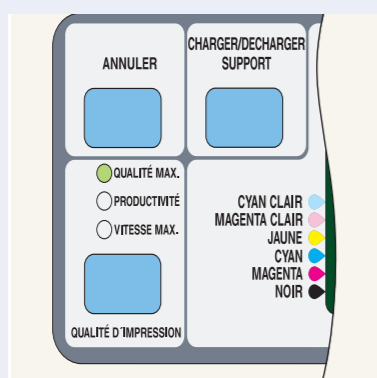 ANNULER
CHARGER/DECHARGER
SUPPORT
QUALITÉ MAX.
PRODUCTIVITÉ
VITESSE MAX.
QUALITÉ D´IMPRESSION
CYAN CLAIR
MAGENTA CLAIR
JAUNE
CYAN
MAGENTA
NOIR